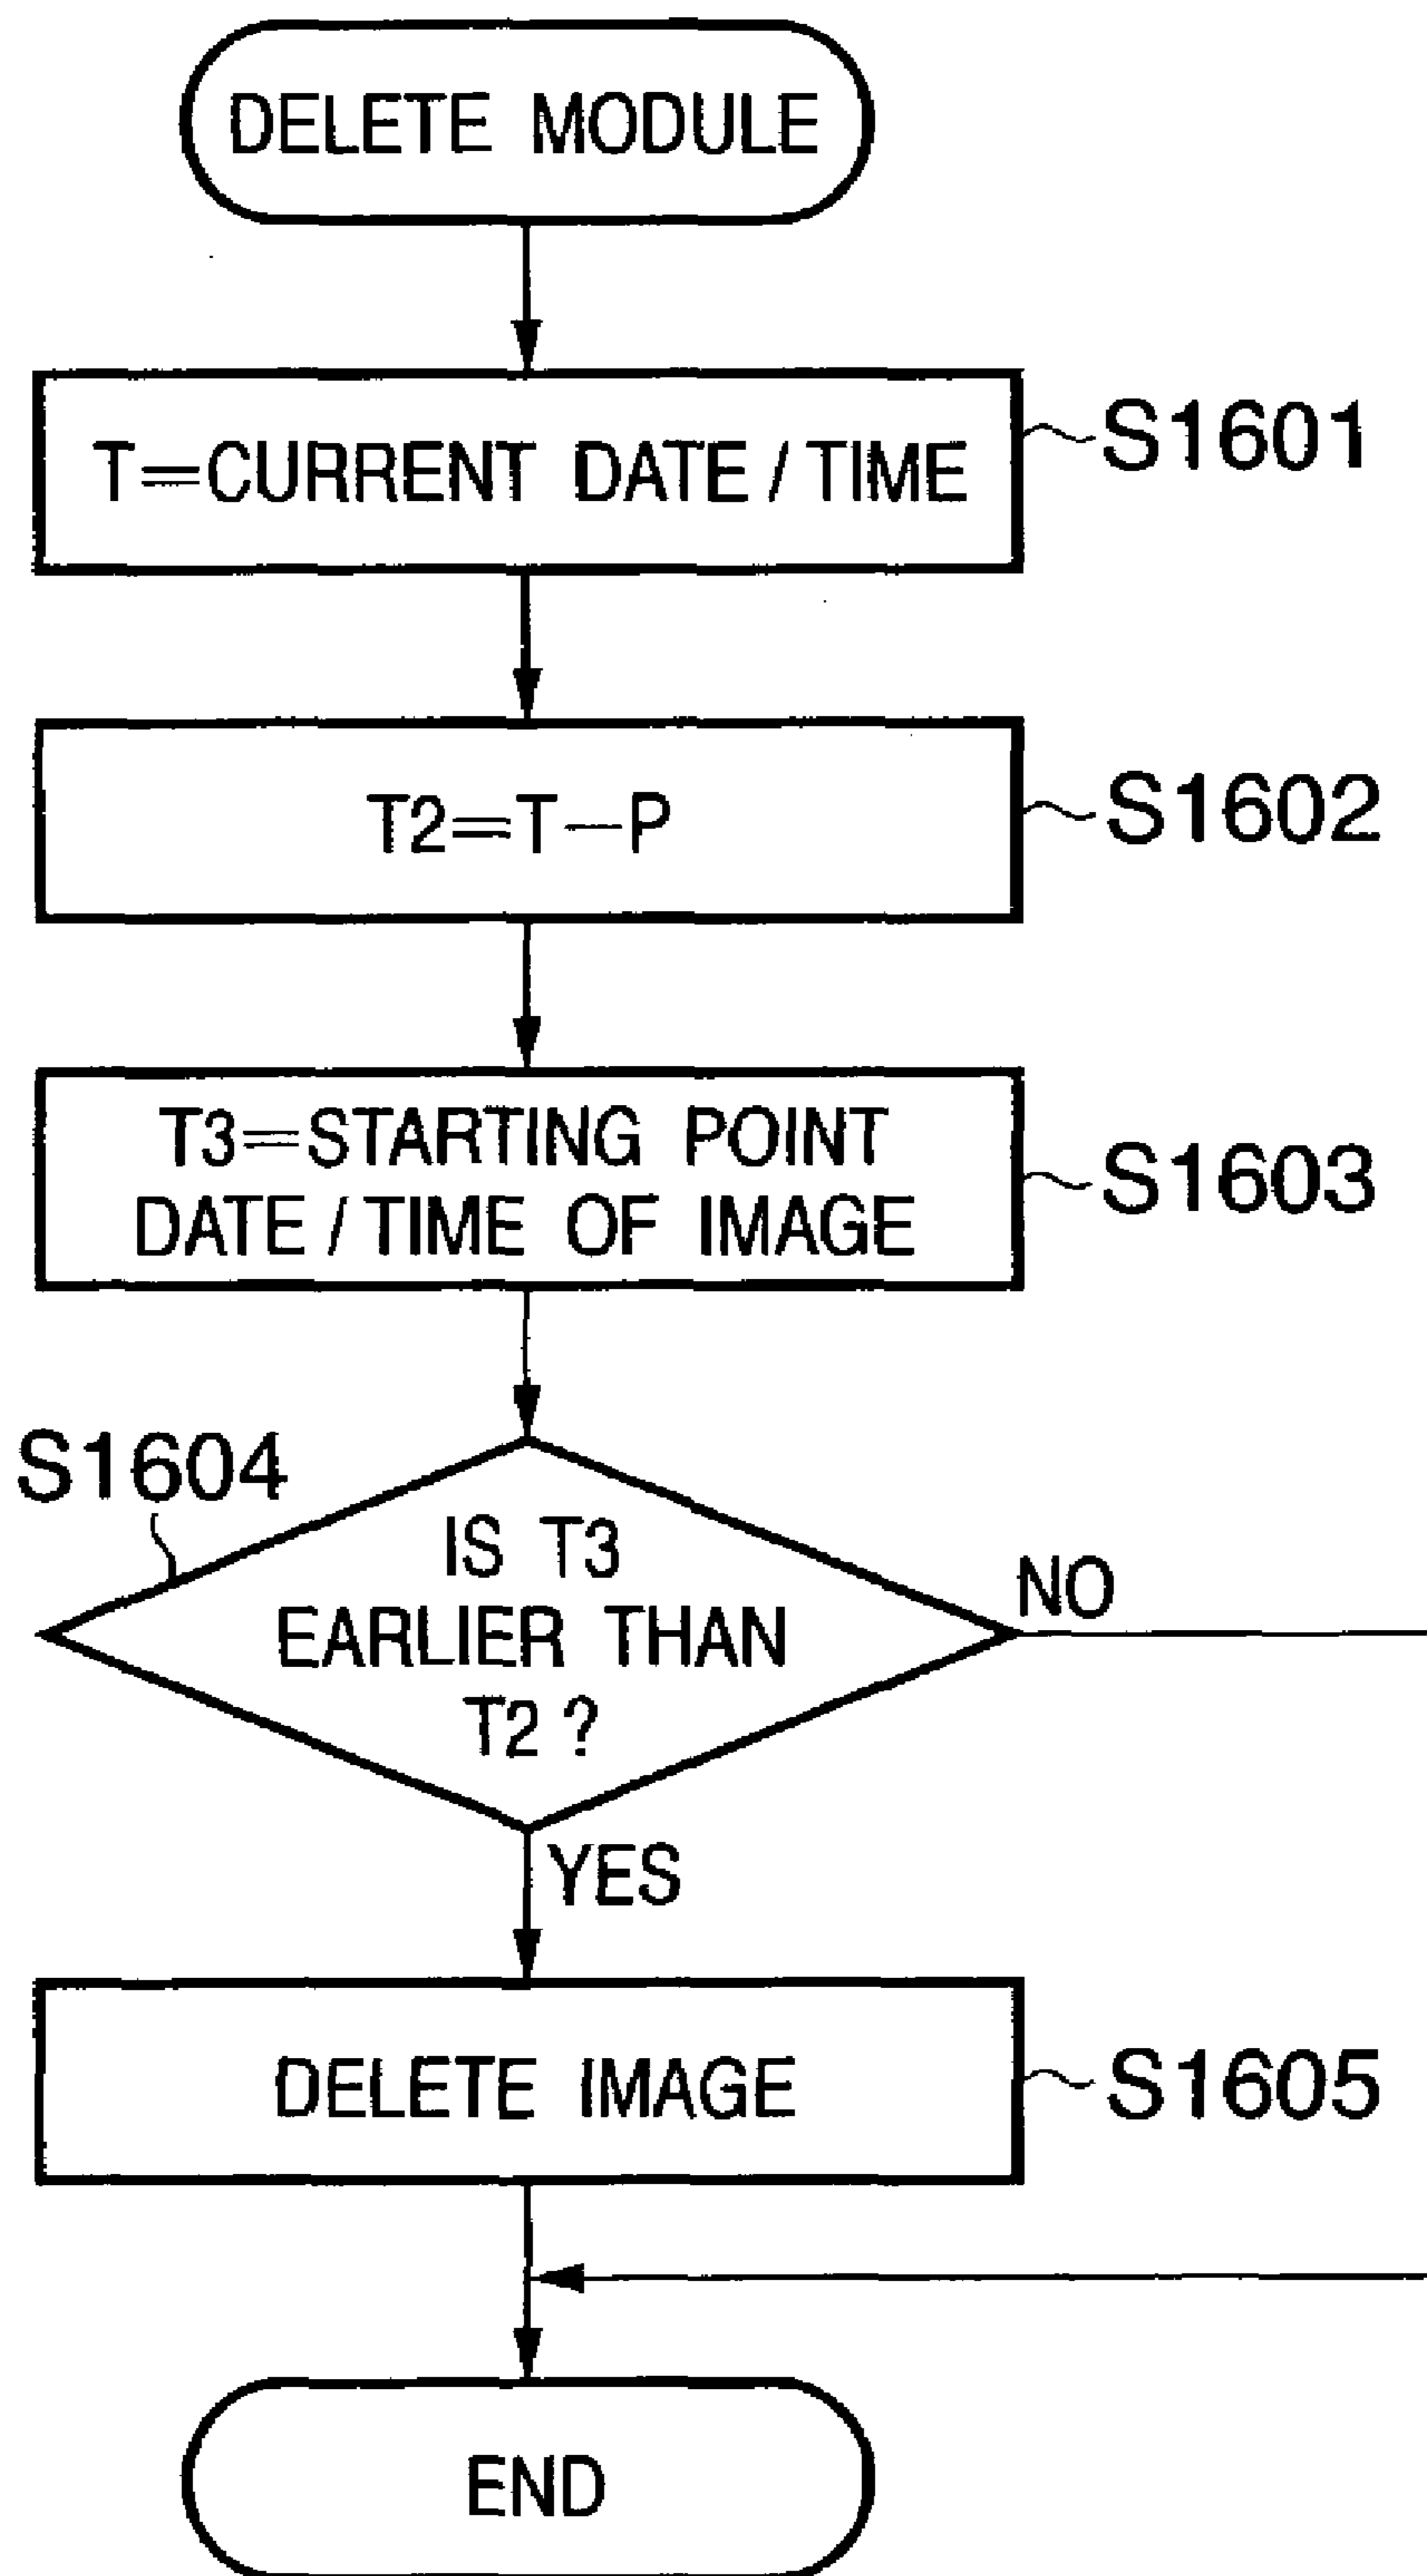 DELETE MODULE
T=CURRENT DATE/TIME
S1601
T2=T-P
S1602
T3=STARTING POINT
DATE/TIME OF IMAGE
S1603
S1604
IS T3
EARLIER THAN
T2?
NO
YES
DELETE IMAGE
S1605
END